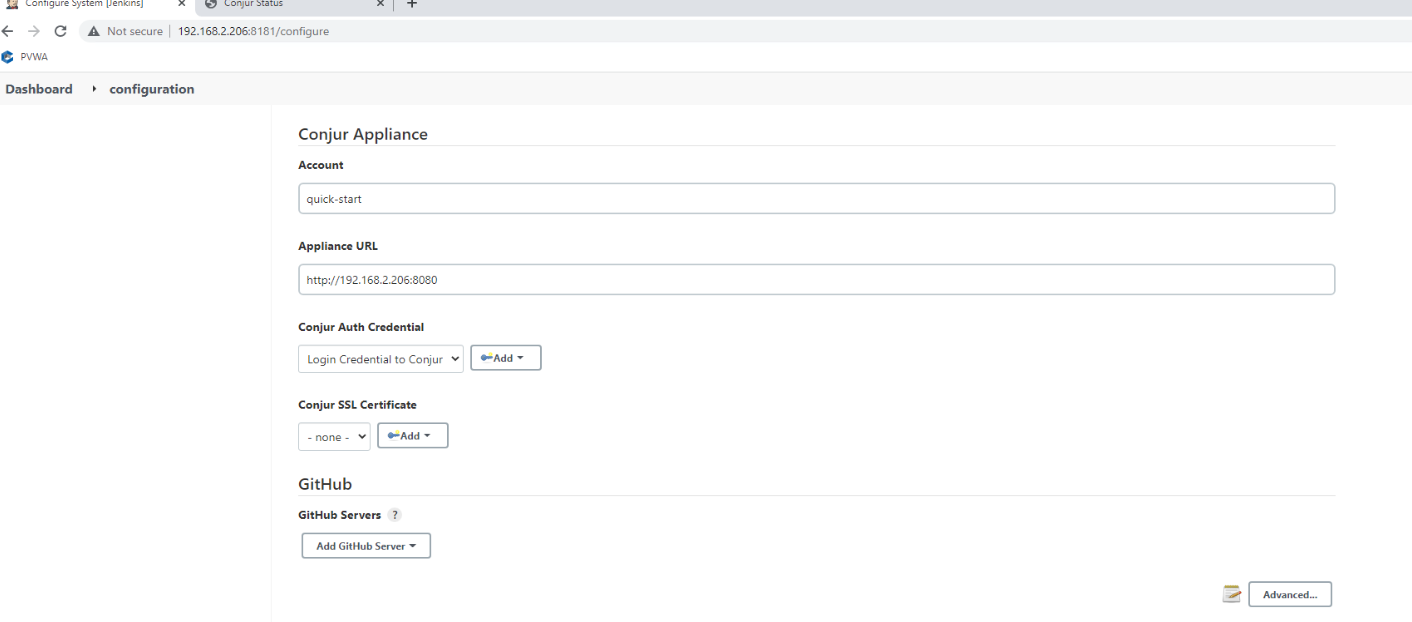 Configure System [Jenkins]
Conjur Status
Not secure
192.168.2.206:8181/configure
PVWA
Dashboard
configuration
Conjur Appliance
Account
quick-start
Appliance URL
http://192.168.2.206:8080
Conjur Auth Credential
Login Credential to Conjur
Add
Conjur SSL Certificate
- none -
Add
GitHub
GitHub Servers ?
Add GitHub Server
Advanced...